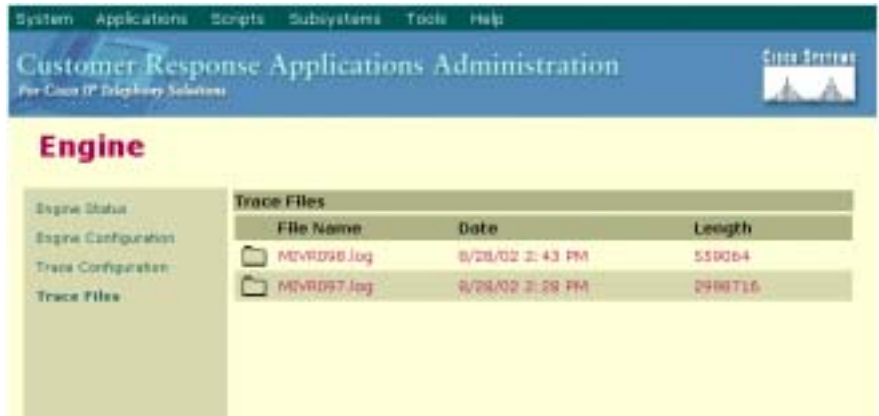 System Applications Scripts Subsystems Tools Help
Customer Response Applications Administration
For Cisco IP Telephony Solutions
CISCO SYSTEMS
Engine
Engine Status
Engine Configuration
Trace Configuration
Trace Files
Trace Files
File Name Date Length
MIVR098.log 8/28/02 2:43 PM 559064
MIVR097.log 8/28/02 2:28 PM 2998716